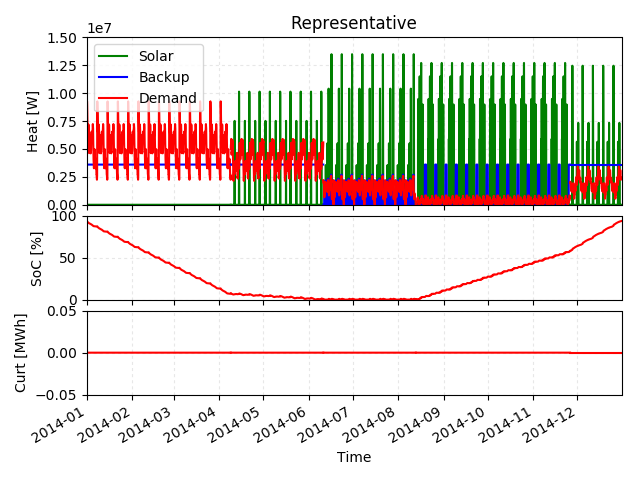 Representative
1e7
1.50
1.25
1.00
0.75
0.50
0.25
0.00
Heat [W]
Solar
Backup
Demand
100
50
0
SoC [%]
0.05
0.00
−0.05
Curt [MWh]
2014-01
2014-02
2014-03
2014-04
2014-05
2014-06
2014-07
2014-08
2014-09
2014-10
2014-11
2014-12
Time